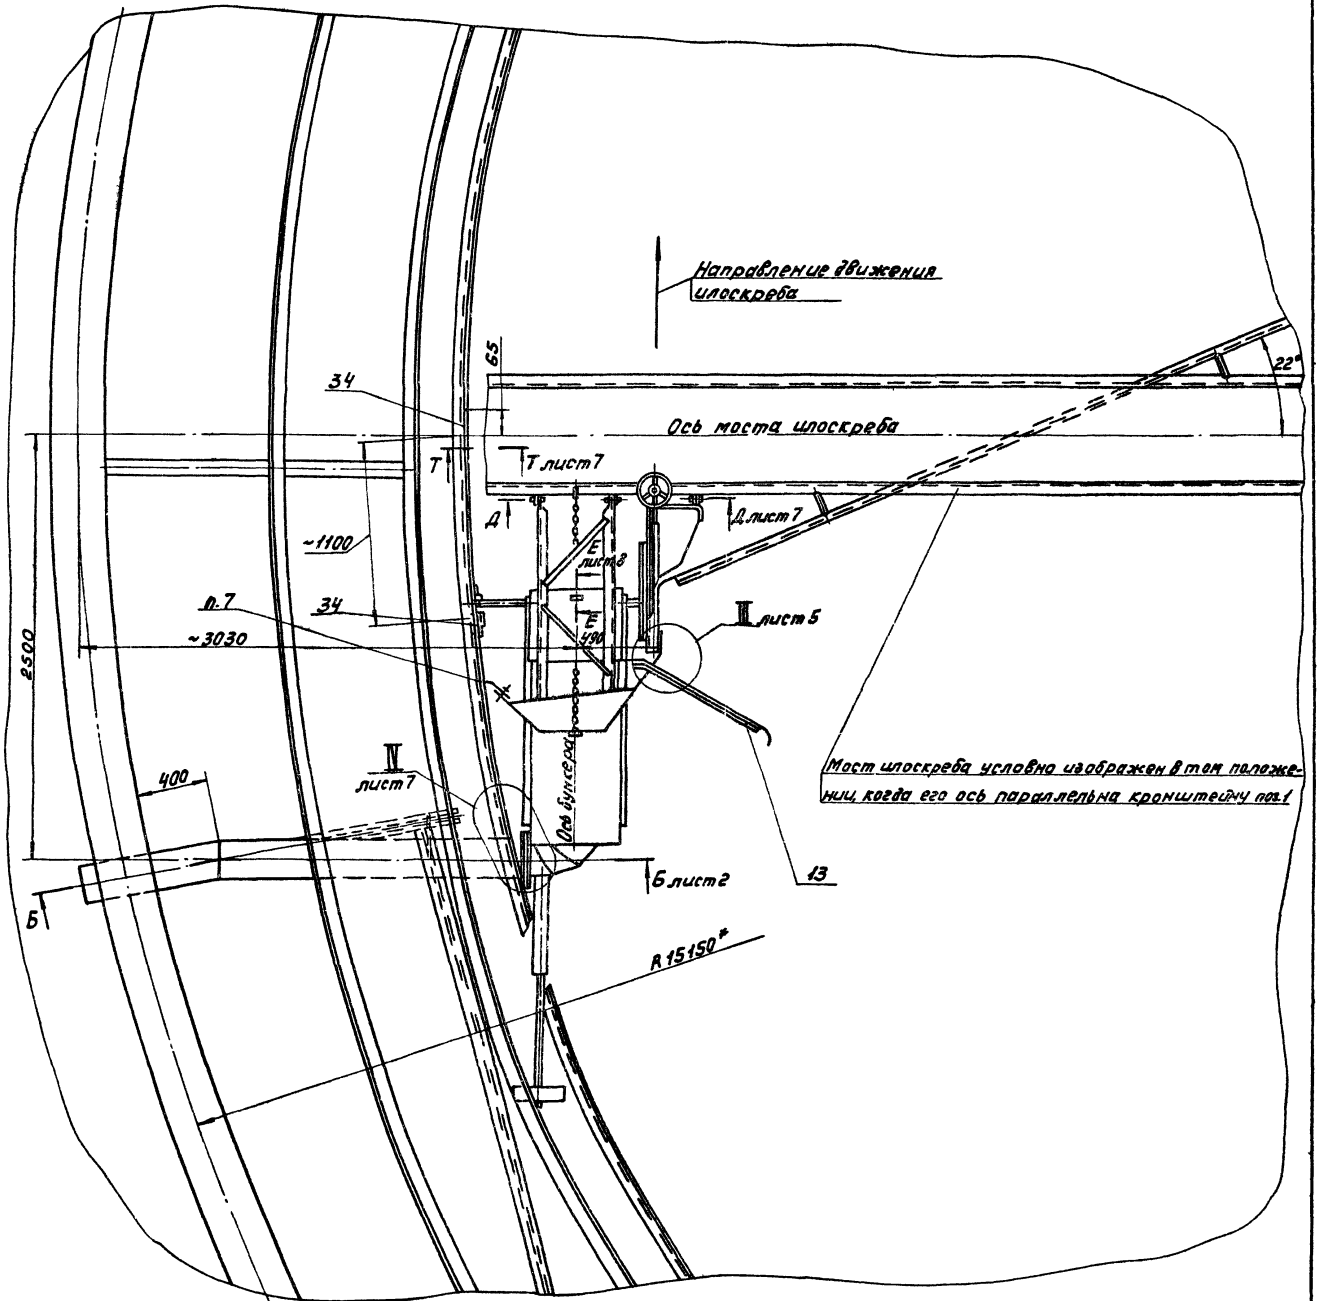 Направление движения
илоскреба
65
22°
34
Ось моста илоскреба
Т
Т лист 7
Д
Д лист 7
~1100
Е
лист 8
п.7
34
Е
490
~3030
2500
лист 5
IV
лист 7
400
Ось бункера
Мост илоскреба условно изображен в том положе-
нии, когда его ось параллельна кронштейну поз.1
13
Б лист 2
Б
R 15150*